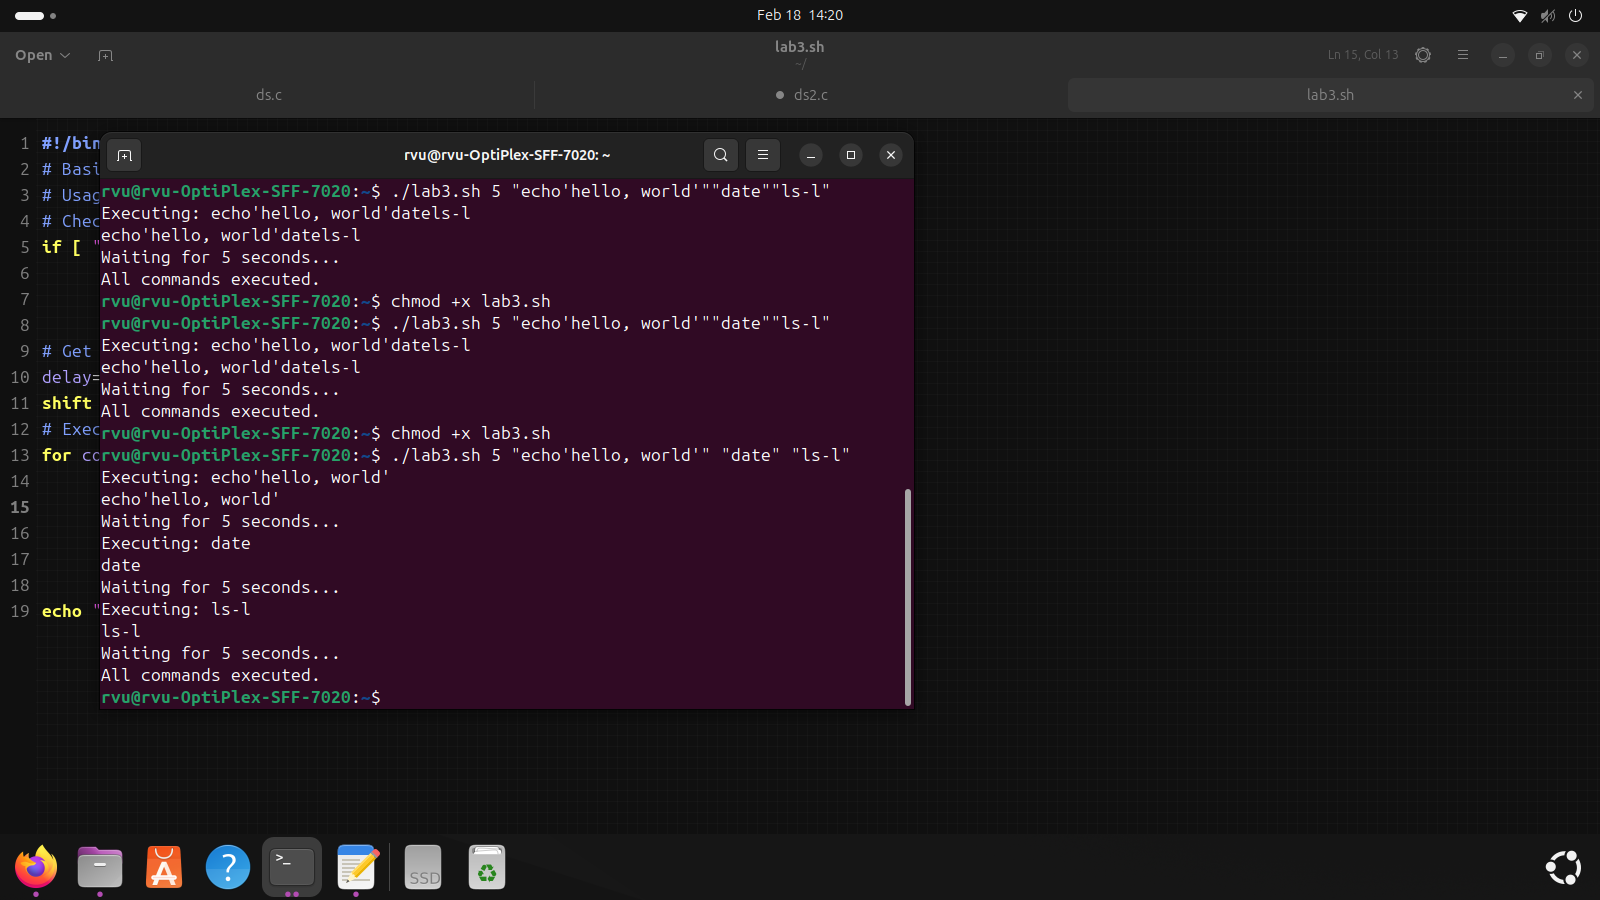 Feb 18 14:20
Open
lab3.sh
~/
Ln 15, Col 13
ds.c
ds2.c
lab3.sh
rvu@rvu-OptiPlex-SFF-7020: ~
1 #!/bin
2 # Basi
3 # Usag
4 # Chec
5 if [ "
6
7
8
9 # Get
10 delay=
11 shift
12 # Exec
13 for co
14
15
16
17
18
19 echo "
rvu@rvu-OptiPlex-SFF-7020:~$ ./lab3.sh 5 "echo'hello, world'""date""ls-l"
Executing: echo'hello, world'datels-l
echo'hello, world'datels-l
Waiting for 5 seconds...
All commands executed.
rvu@rvu-OptiPlex-SFF-7020:~$ chmod +x lab3.sh
rvu@rvu-OptiPlex-SFF-7020:~$ ./lab3.sh 5 "echo'hello, world'""date""ls-l"
Executing: echo'hello, world'datels-l
echo'hello, world'datels-l
Waiting for 5 seconds...
All commands executed.
rvu@rvu-OptiPlex-SFF-7020:~$ chmod +x lab3.sh
rvu@rvu-OptiPlex-SFF-7020:~$ ./lab3.sh 5 "echo'hello, world'" "date" "ls-l"
Executing: echo'hello, world'
echo'hello, world'
Waiting for 5 seconds...
Executing: date
date
Waiting for 5 seconds...
Executing: ls-l
ls-l
Waiting for 5 seconds...
All commands executed.
rvu@rvu-OptiPlex-SFF-7020:~$
>_
?
SSD